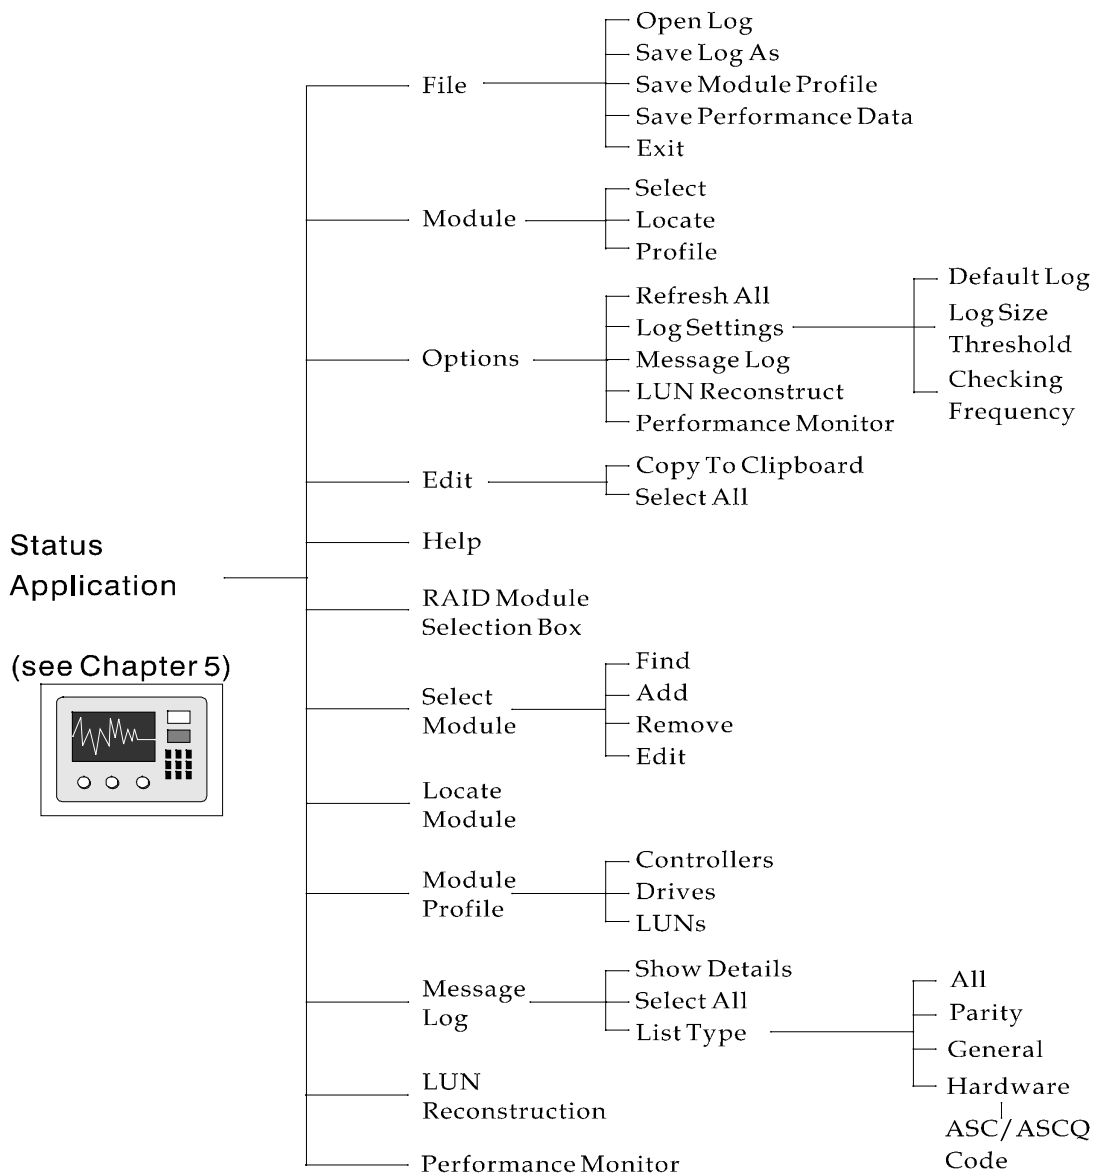 Open Log
Save Log As
File
Save Module Profile
Save Performance Data
Exit
Select
Module
Locate
Profile
Default Log
Refresh All
Log Settings
Log Size
Threshold
Options
Message Log
Checking
Frequency
LUN Reconstruct
Performance Monitor
Copy To Clipboard
Edit
Select All
Help
Status
Application
(see Chapter 5)
RAID Module
Selection Box
Find
Select
Module
Add
Remove
Edit
Locate
Module
Controllers
Module
Profile
Drives
LUNs
Show Details
Message
Log
Select All
List Type
All
Parity
General
Hardware
ASC/ASCQ
Code
LUN
Reconstruction
Performance Monitor